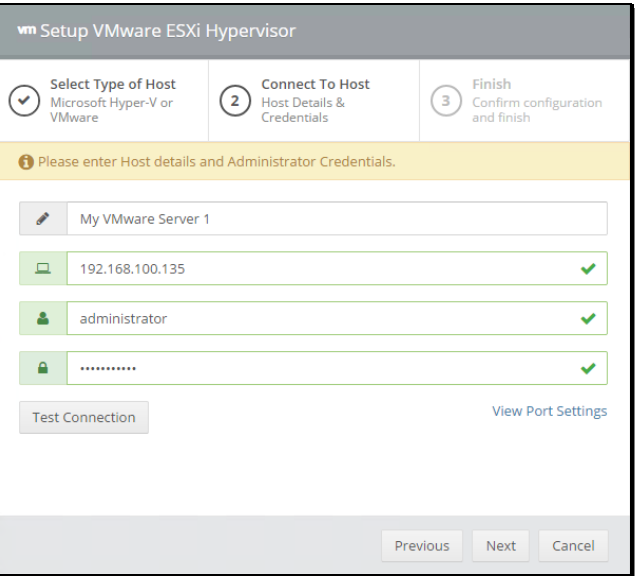 vm Setup VMware ESXi Hypervisor
Select Type of Host
Microsoft Hyper-V or
VMware
2
Connect To Host
Host Details &
Credentials
3
Finish
Confirm configuration
and finish
Please enter Host details and Administrator Credentials.
My VMware Server 1
192.168.100.135
administrator
•••••••••••
Test Connection
View Port Settings
Previous
Next
Cancel